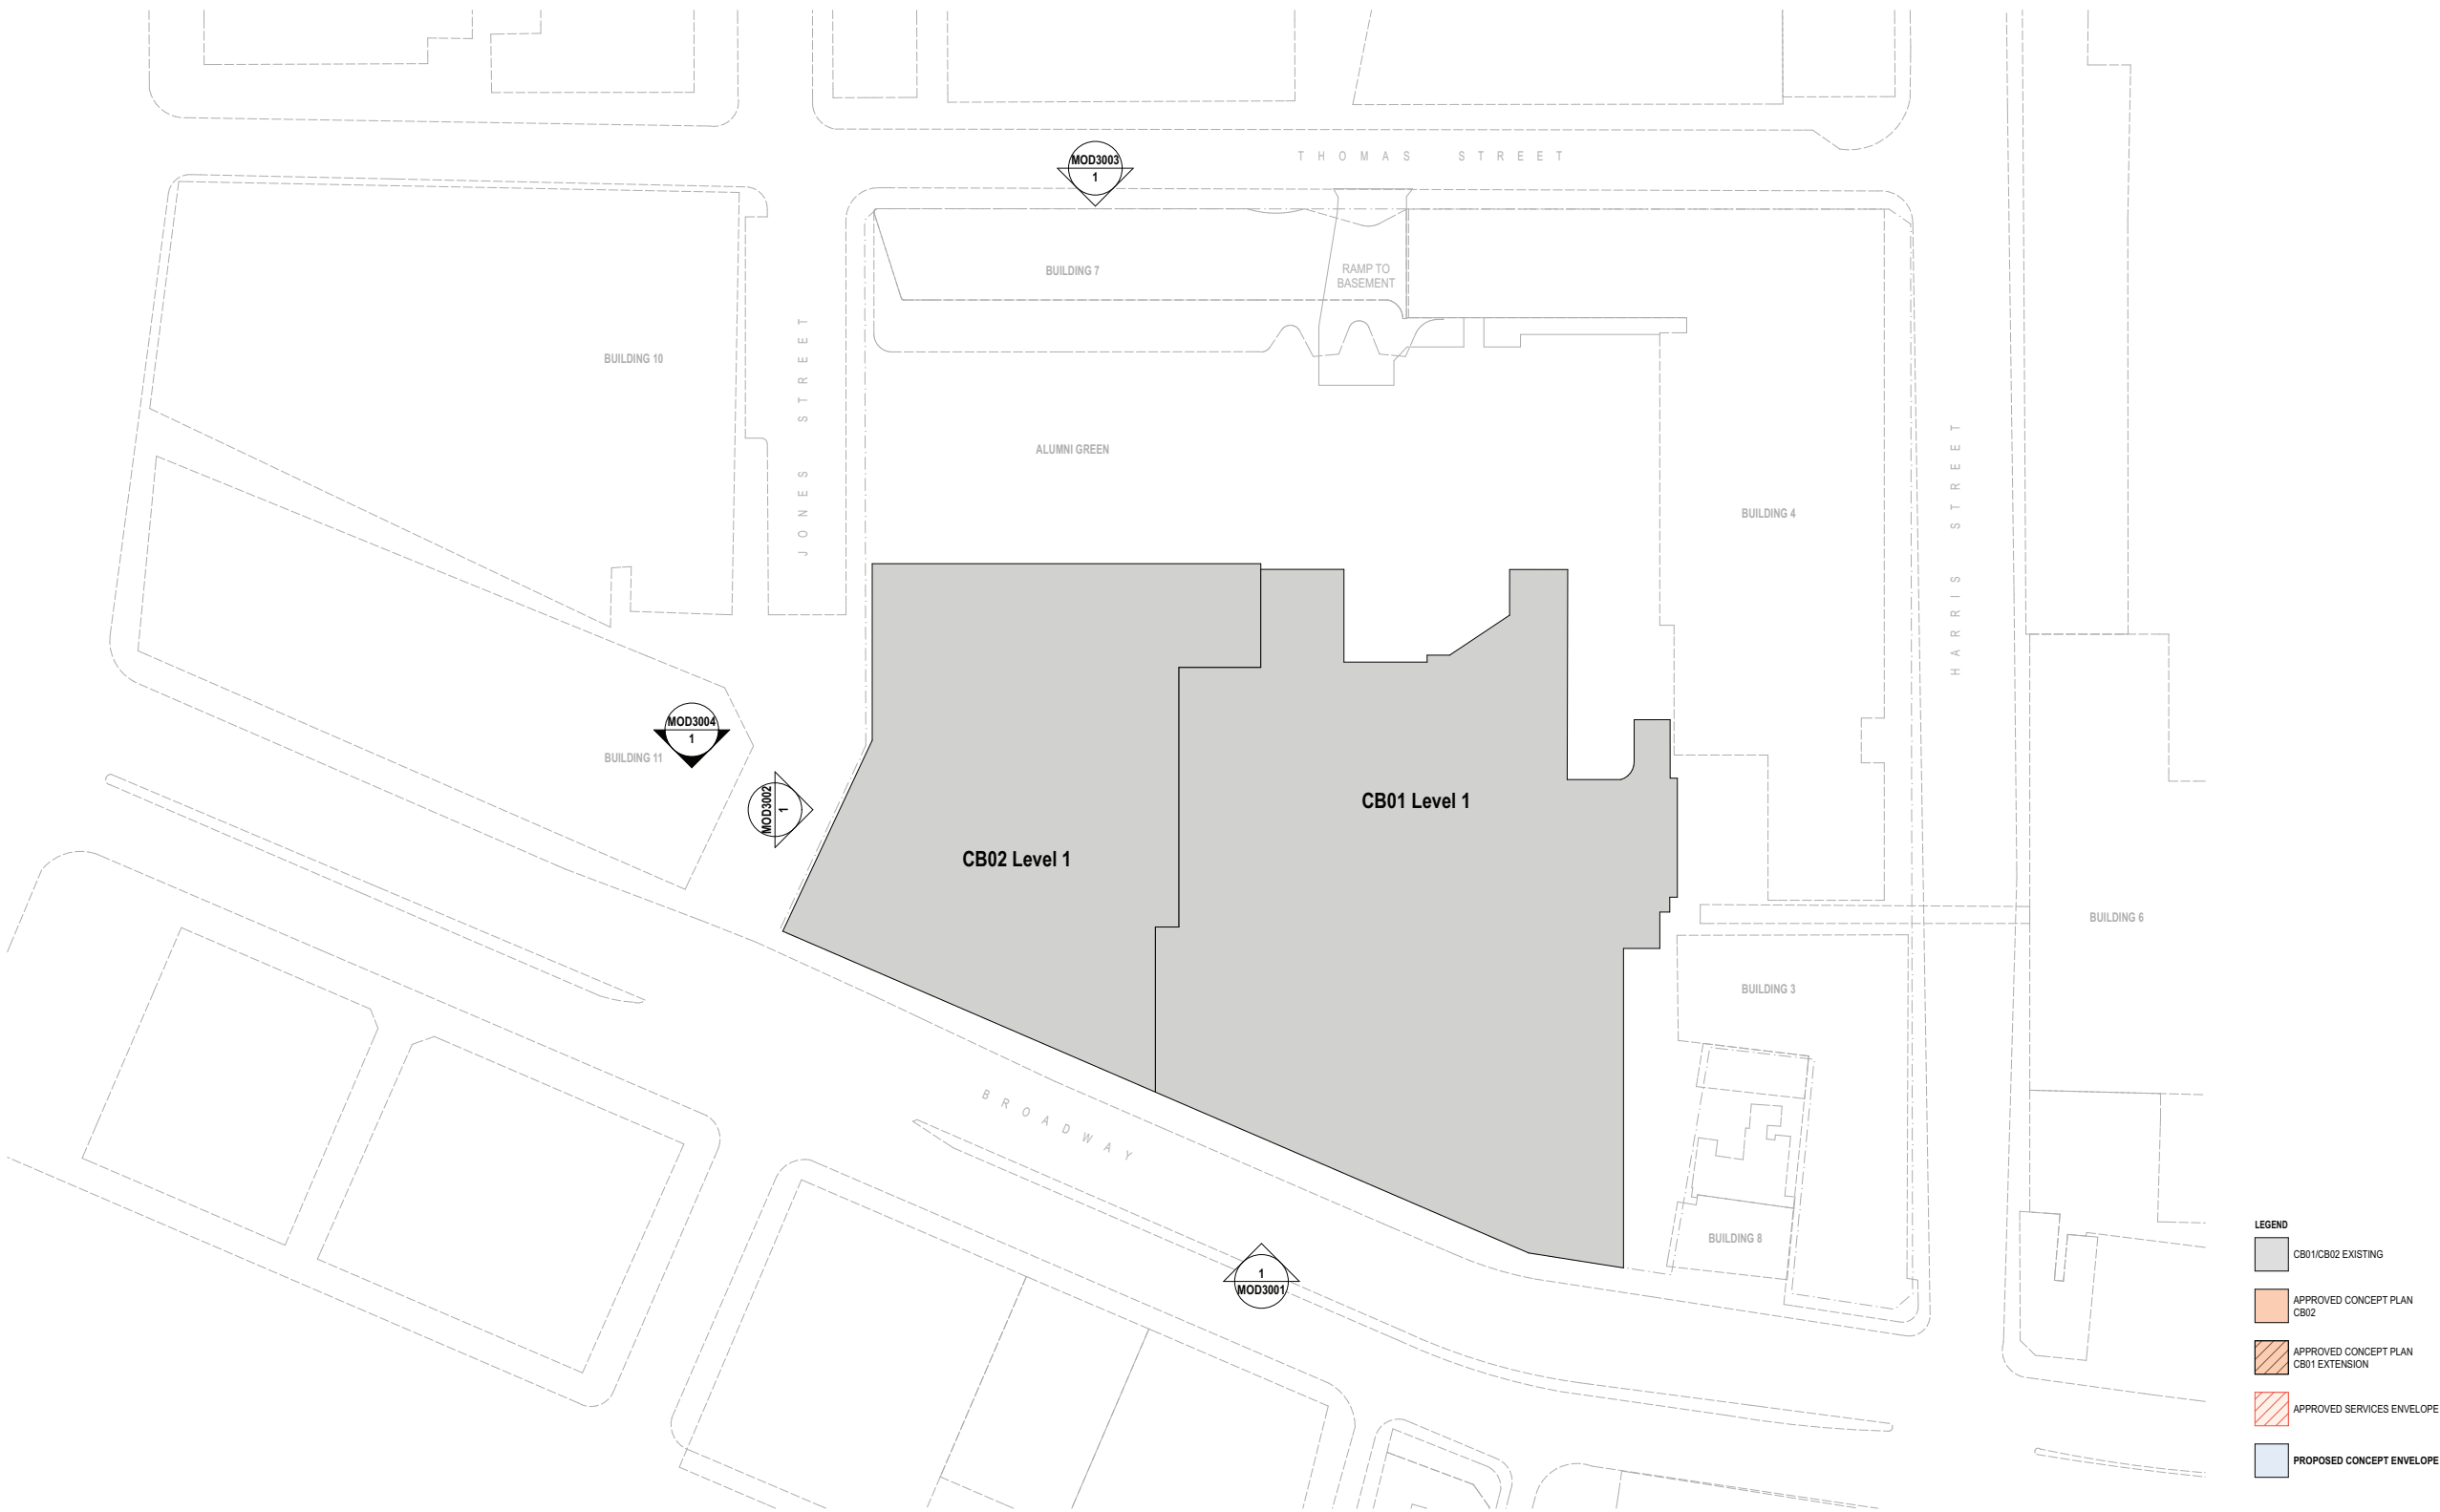 THOMAS STREET
MOD3003
1
BUILDING 7
RAMP TO
BASEMENT
BUILDING 10
JONES STREET
ALUMNI GREEN
BUILDING 4
HARRIS STREET
MOD3004
1
BUILDING 11
MOD3002
1
CB01 Level 1
CB02 Level 1
BUILDING 6
BUILDING 3
BROADWAY
BUILDING 8
1
MOD3001
LEGEND
CB01/CB02 EXISTING
APPROVED CONCEPT PLAN
CB02
APPROVED CONCEPT PLAN
CB01 EXTENSION
APPROVED SERVICES ENVELOPE
PROPOSED CONCEPT ENVELOPE